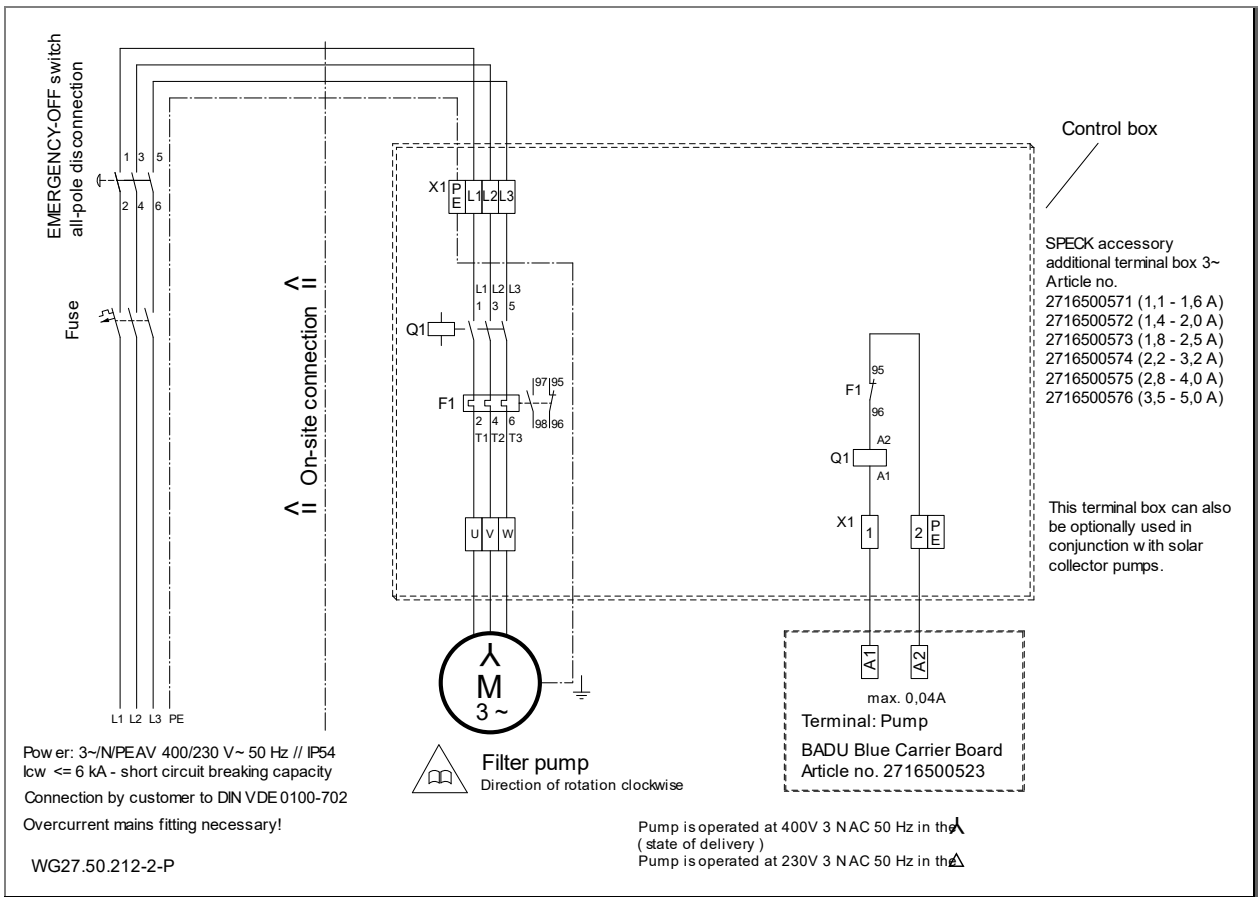 EMERGENCY-OFF switch
all-pole disconnection
1 3 5
2 4 6
Fuse
L1 L2 L3 PE
<= On-site connection <=
Control box
X1 PE L1 L2 L3
L1 L2 L3
1 3 5
Q1
F1
97 95
98 96
2 4 6
T1 T2 T3
U V W
M
3 ~
Filter pump
Direction of rotation clockwise
95
F1
96
A2
Q1
A1
X1 1 2 PE
A1 A2
max. 0,04A
Terminal: Pump
BADU Blue Carrier Board
Article no. 2716500523
SPECK accessory
additional terminal box 3~
Article no.
2716500571 (1,1 - 1,6 A)
2716500572 (1,4 - 2,0 A)
2716500573 (1,8 - 2,5 A)
2716500574 (2,2 - 3,2 A)
2716500575 (2,8 - 4,0 A)
2716500576 (3,5 - 5,0 A)
This terminal box can also
be optionally used in
conjunction with solar
collector pumps.
Power: 3~/N/PEAV 400/230 V~ 50 Hz // IP54
Icw <= 6 kA - short circuit breaking capacity
Connection by customer to DIN VDE 0100-702
Overcurrent mains fitting necessary!
WG27.50.212-2-P
Pump is operated at 400V 3 N AC 50 Hz in the
( state of delivery )
Pump is operated at 230V 3 N AC 50 Hz in the